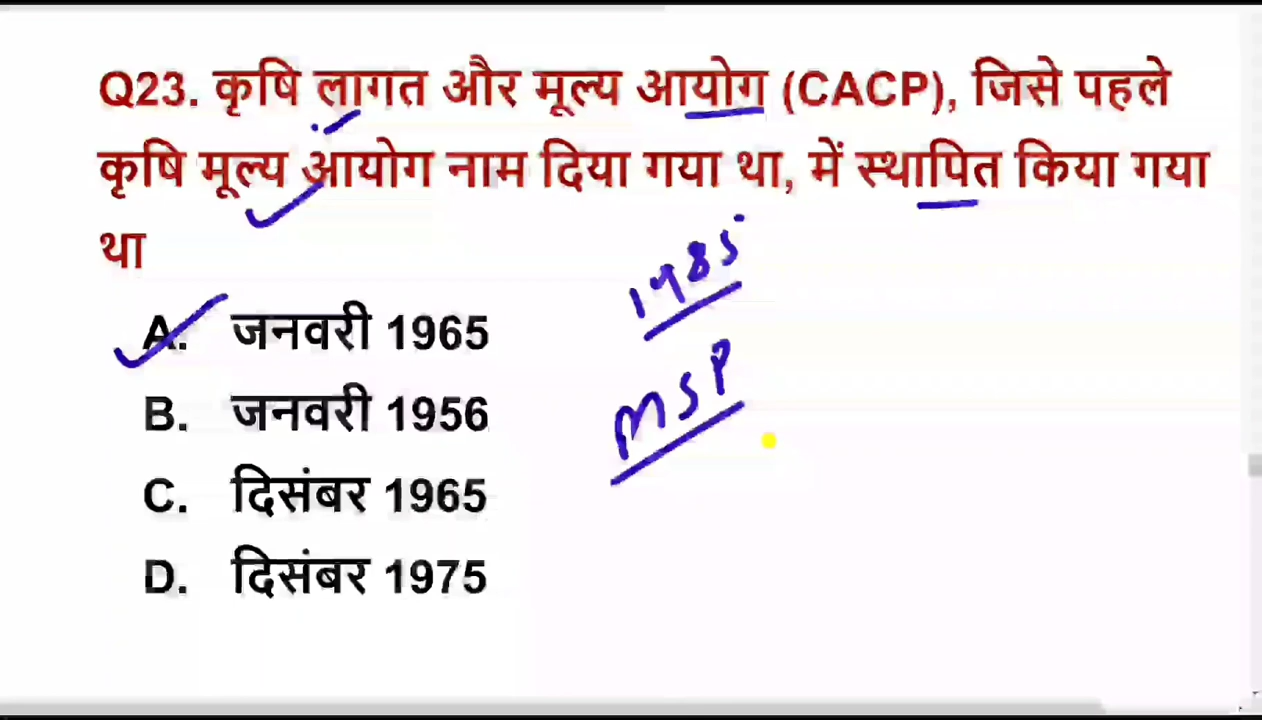 Q23. कृषि लागत और मूल्य आयोग (CACP), जिसे पहले
कृषि मूल्य आयोग नाम दिया गया था, में स्थापित किया गया
था
1985
A. जनवरी 1965
MSP
B. जनवरी 1956
C. दिसंबर 1965
D. दिसंबर 1975